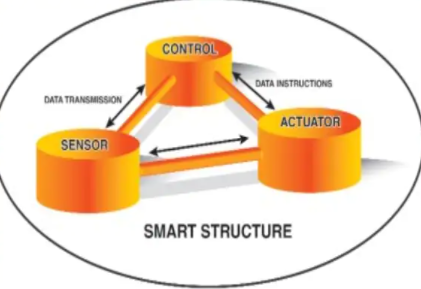 CONTROL
DATA TRANSMISSION
DATA INSTRUCTIONS
SENSOR
ACTUATOR
SMART STRUCTURE